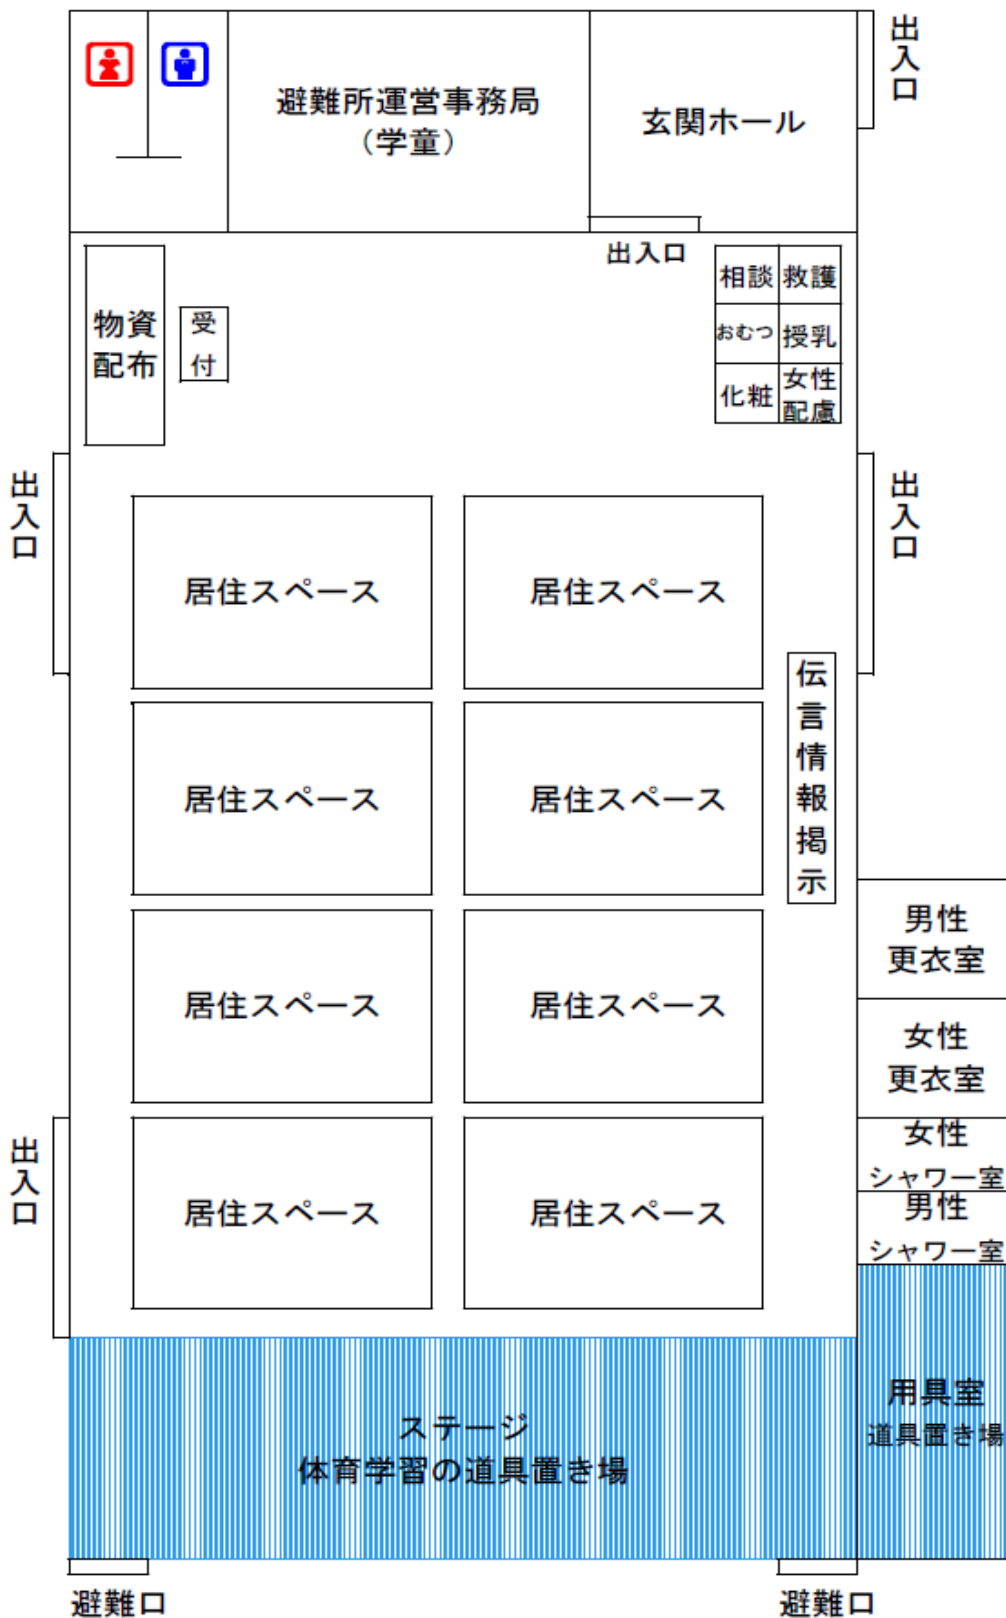 出入口
避難所運営事務局
（学童）
玄関ホール
出入口
相談 救護
おむつ 授乳
化粧 女性
配慮
物資
配布
受付
出入口
出入口
居住スペース 居住スペース
伝言情報掲示
居住スペース 居住スペース
男性
更衣室
居住スペース 居住スペース
女性
更衣室
出入口
女性
シャワー室
居住スペース 居住スペース
男性
シャワー室
用具室
道具置き場
ステージ
体育学習の道具置き場
避難口 避難口